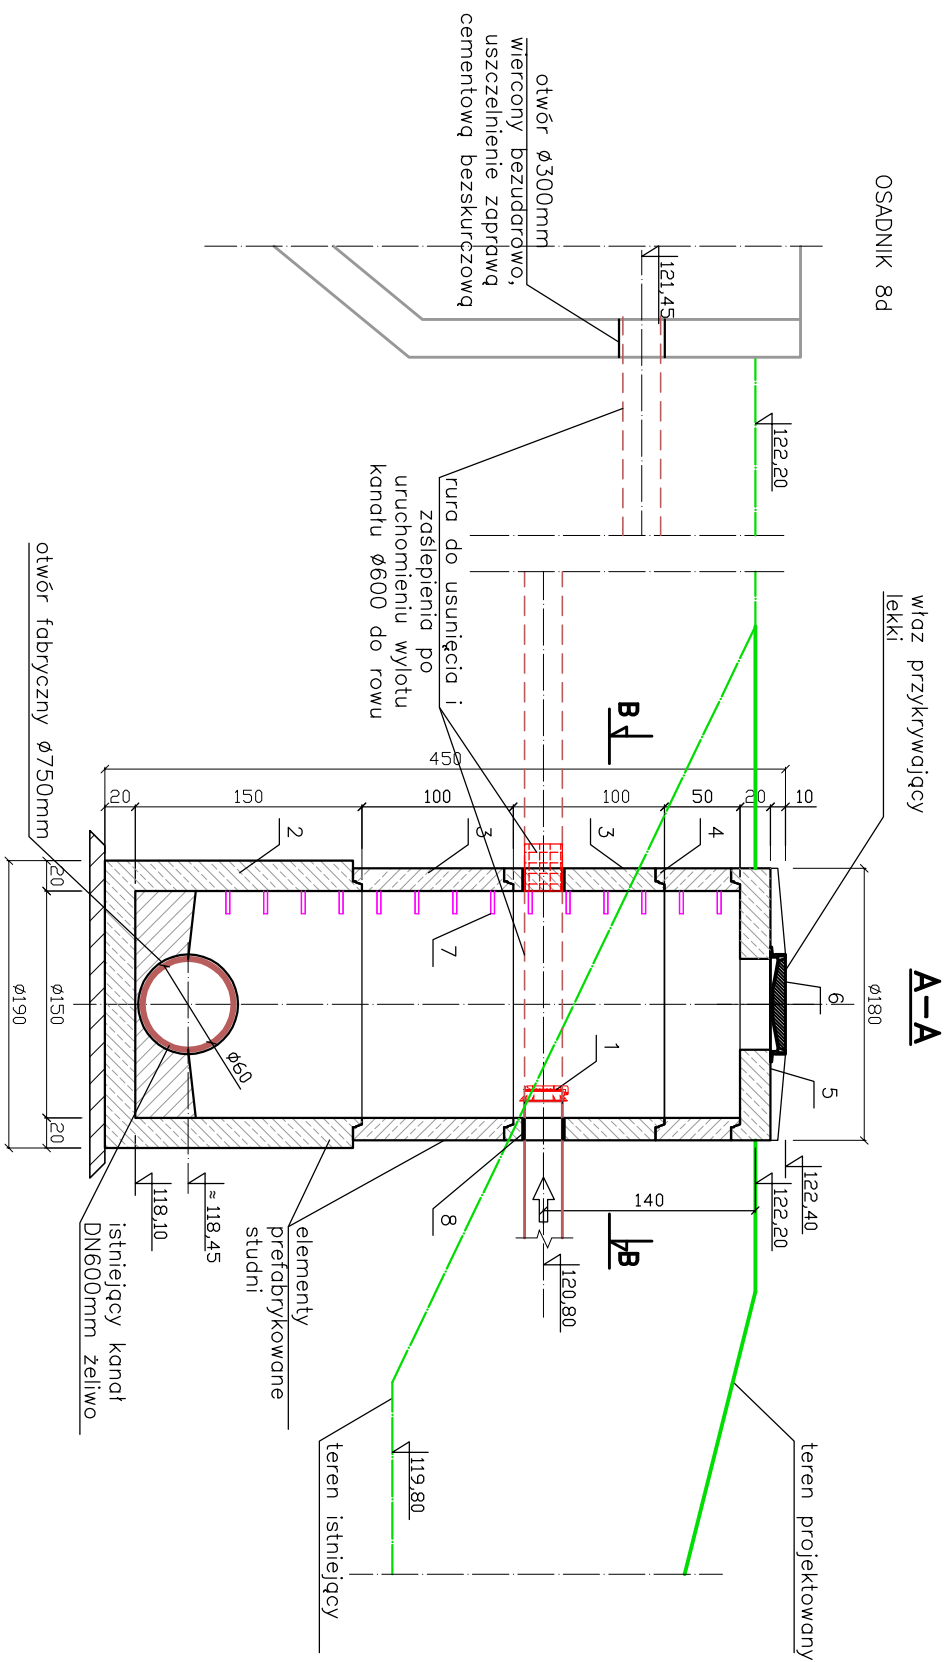 A-A
OSADNIK 8d
otwór ø300mm
wiercony bezudarowo,
uszczelnienie zaprawą
cementową bezskurczową
121,45
122,20
rura do usunięcia i
zaślepienia po
uruchomieniu wylotu
kanału ø600 do rowu
właz przykrywający
lekki
otwór fabryczny ø750mm
B
B
450
10
20
50
100
100
150
20
2
3
3
4
7
6
5
1
8
ø180
ø60
20
ø150
20
ø190
140
122,40
122,20
120,80
≈118,45
118,10
119,80
elementy
prefabrykowane
studni
istniejący kanał
DN600mm żeliwo
teren istniejący
teren projektowany